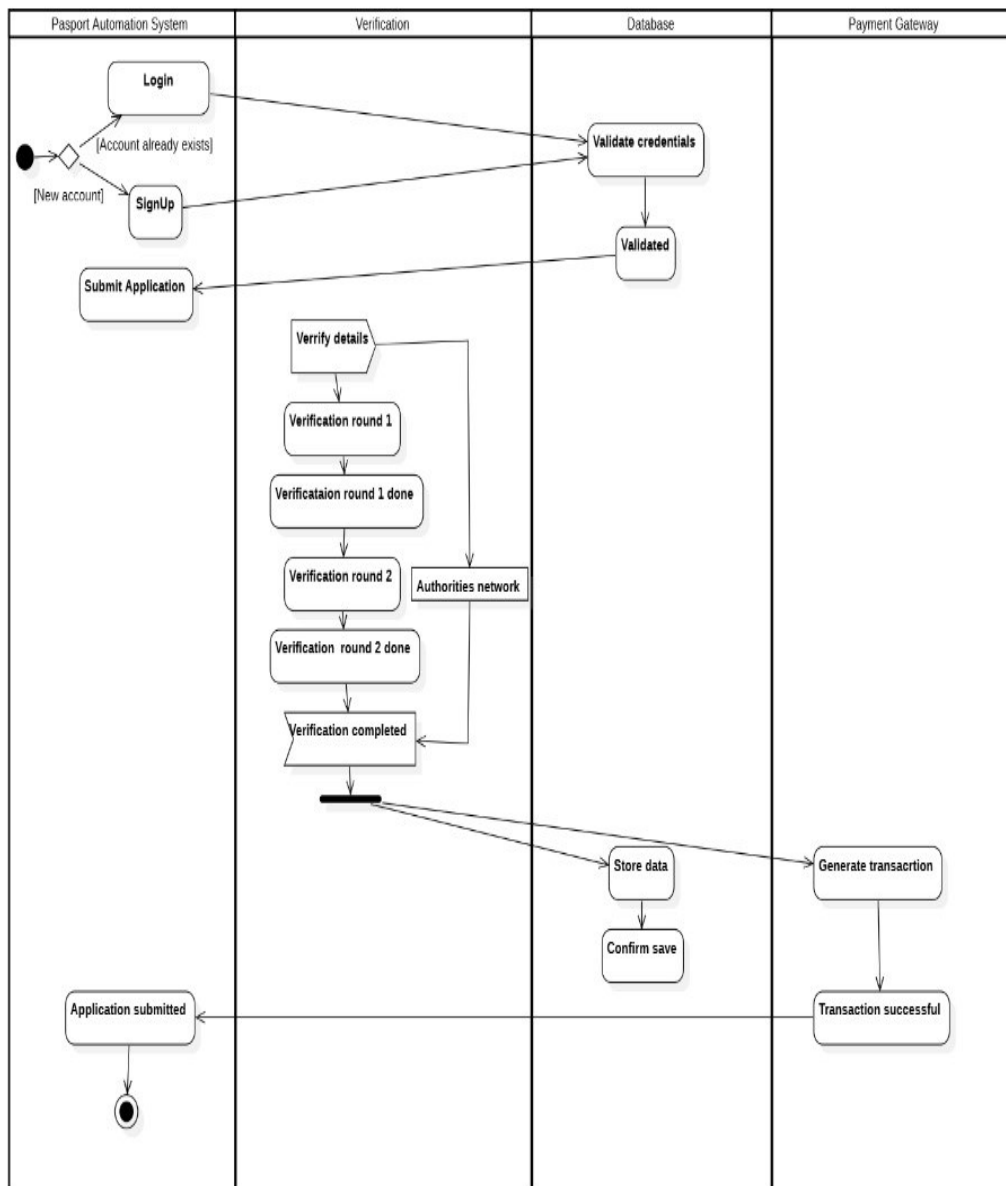 Pasport Automation System
Verification
Database
Payment Gateway
Login
[Account already exists]
Validate credentials
[New account]
SignUp
Validated
Submit Application
Verrify details
Verification round 1
Verificataion round 1 done
Verification round 2
Authorities network
Verification round 2 done
Verification completed
Store data
Generate transacrtion
Confirm save
Application submitted
Transaction successful